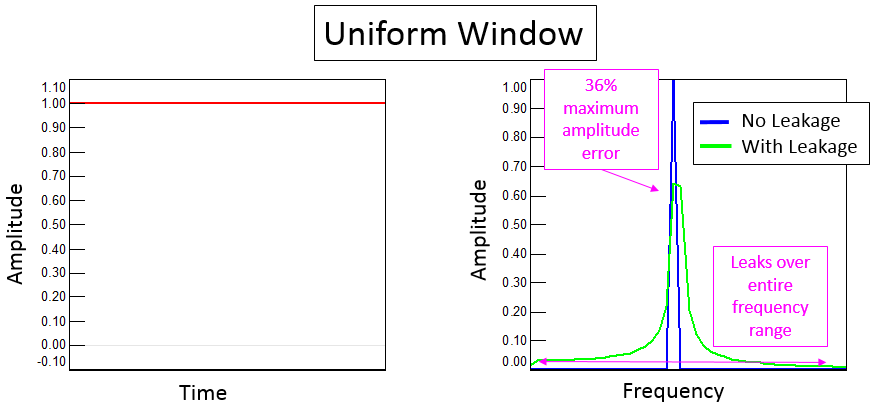 Uniform Window
1.10
1.00
0.90
0.80
0.70
0.60
0.50
0.40
0.30
0.20
0.10
0.00
-0.10
Amplitude
Time
1.00
0.90
0.80
0.70
0.60
0.50
0.40
0.30
0.20
0.10
0.00
Amplitude
Frequency
36%
maximum
amplitude
error
No Leakage
With Leakage
Leaks over
entire
frequency
range